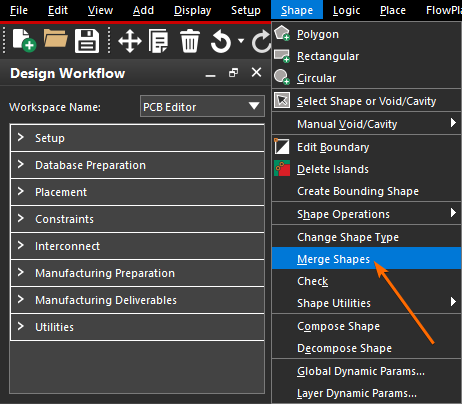 File Edit View Add Display Setup Shape Logic Place FlowPl
Design Workflow
Workspace Name: PCB Editor
Setup
Database Preparation
Placement
Constraints
Interconnect
Manufacturing Preparation
Manufacturing Deliverables
Utilities
Polygon
Rectangular
Circular
Select Shape or Void/Cavity
Manual Void/Cavity
Edit Boundary
Delete Islands
Create Bounding Shape
Shape Operations
Change Shape Type
Merge Shapes
Check
Shape Utilities
Compose Shape
Decompose Shape
Global Dynamic Params...
Layer Dynamic Params...